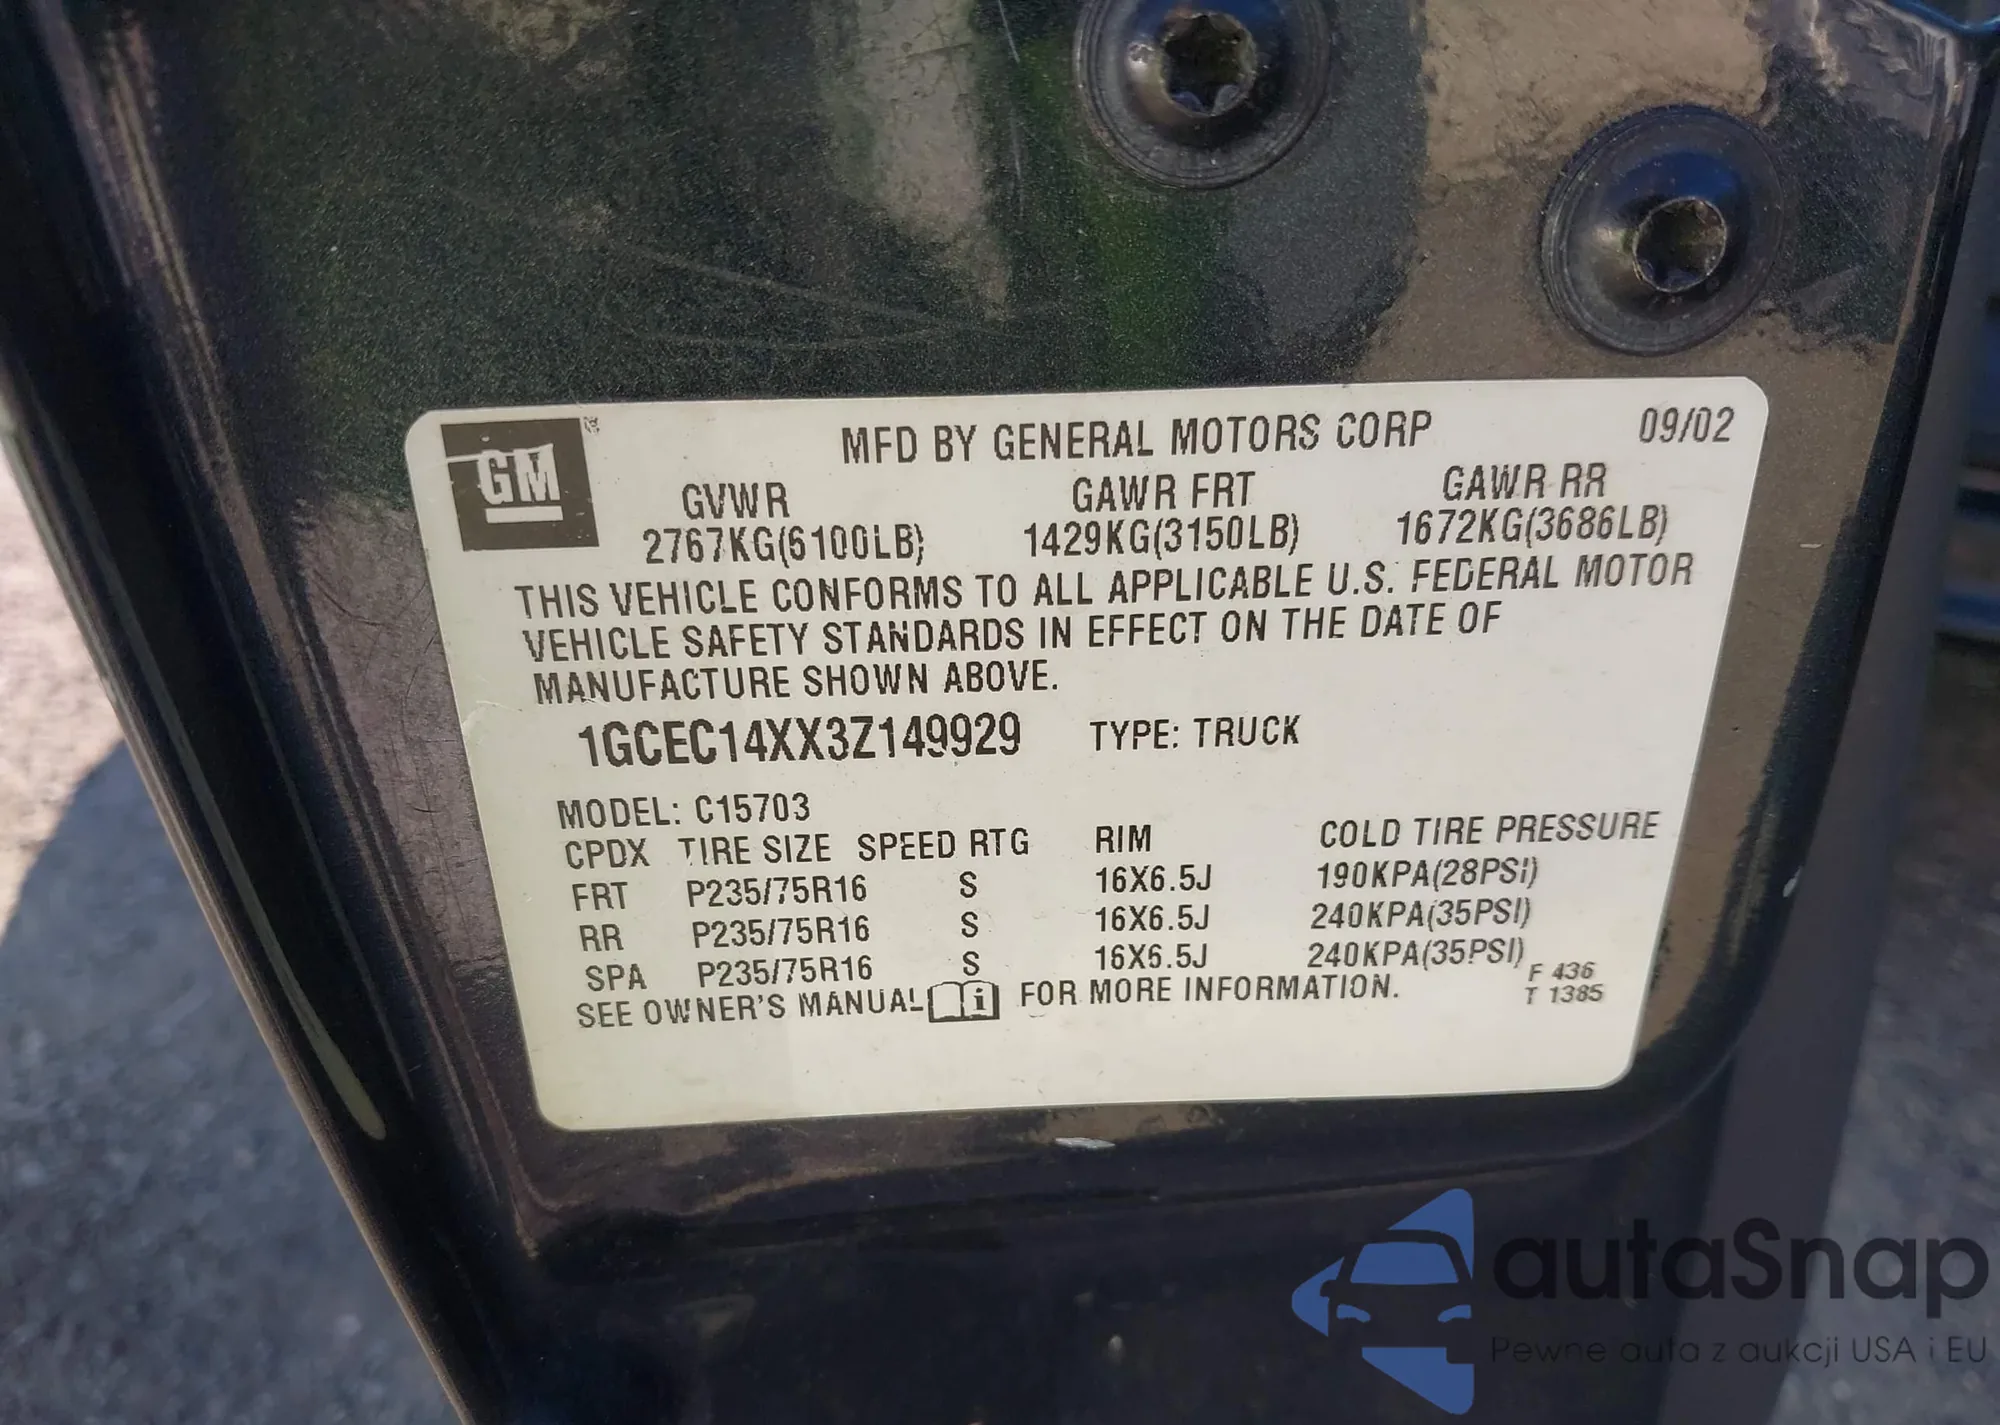 GM
MFD BY GENERAL MOTORS CORP 09/02
GVWR GAWR FRT GAWR RR
2767KG(6100LB) 1429KG(3150LB) 1672KG(3686LB)
THIS VEHICLE CONFORMS TO ALL APPLICABLE U.S. FEDERAL MOTOR
VEHICLE SAFETY STANDARDS IN EFFECT ON THE DATE OF
MANUFACTURE SHOWN ABOVE.
1GCEC14XX3Z149929 TYPE: TRUCK
MODEL: C15703
CPDX TIRE SIZE SPEED RTG RIM COLD TIRE PRESSURE
FRT P235/75R16 S 16X6.5J 190KPA(28PSI)
RR P235/75R16 S 16X6.5J 240KPA(35PSI)
SPA P235/75R16 S 16X6.5J 240KPA(35PSI)
SEE OWNER'S MANUAL i FOR MORE INFORMATION.
F 436
T 1385
autaSnap
Pewne auta z aukcji USA i EU